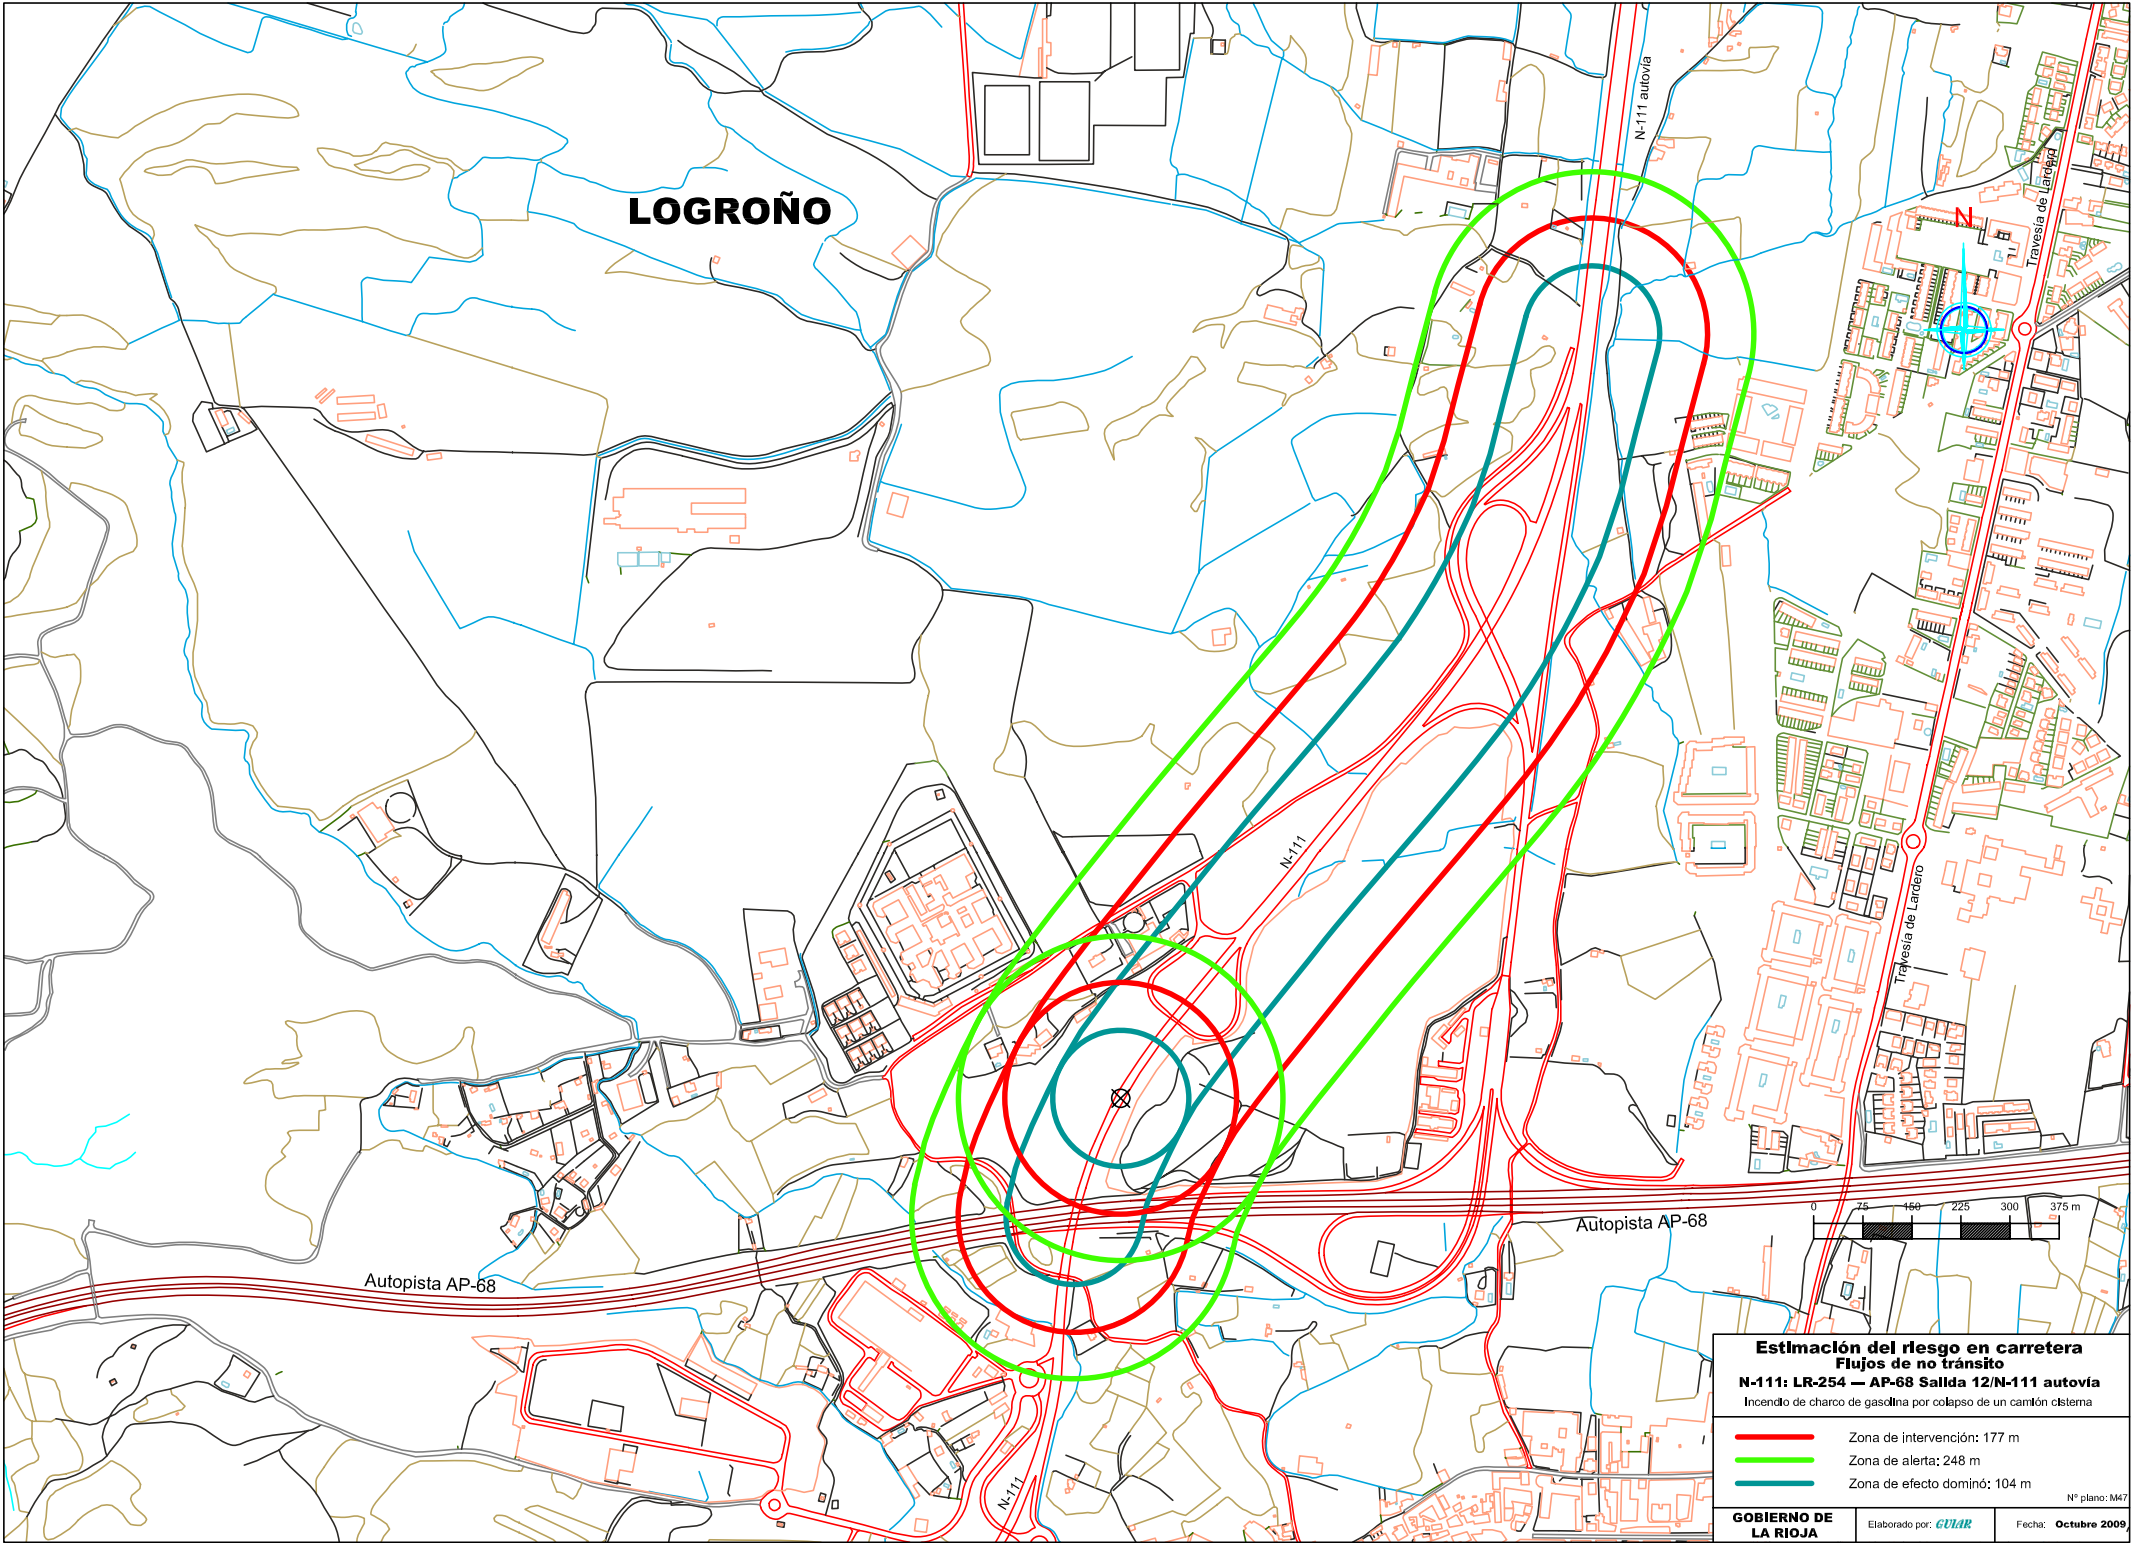 N-111 autovía
LOGROÑO
Travesía de Lardero
N
N-111
Travesía de Lardero
0 75 150 225 300 375 m
Autopista AP-68
Autopista AP-68
N-111
Estimación del riesgo en carretera
Flujos de no tránsito
N-111: LR-254 — AP-68 Salida 12/N-111 autovía
Incendio de charco de gasolina por colapso de un camión cisterna
Zona de intervención: 177 m
Zona de alerta: 248 m
Zona de efecto dominó: 104 m
Nº plano: M47
GOBIERNO DE
LA RIOJA
Elaborado por: GUIAR
Fecha: Octubre 2009